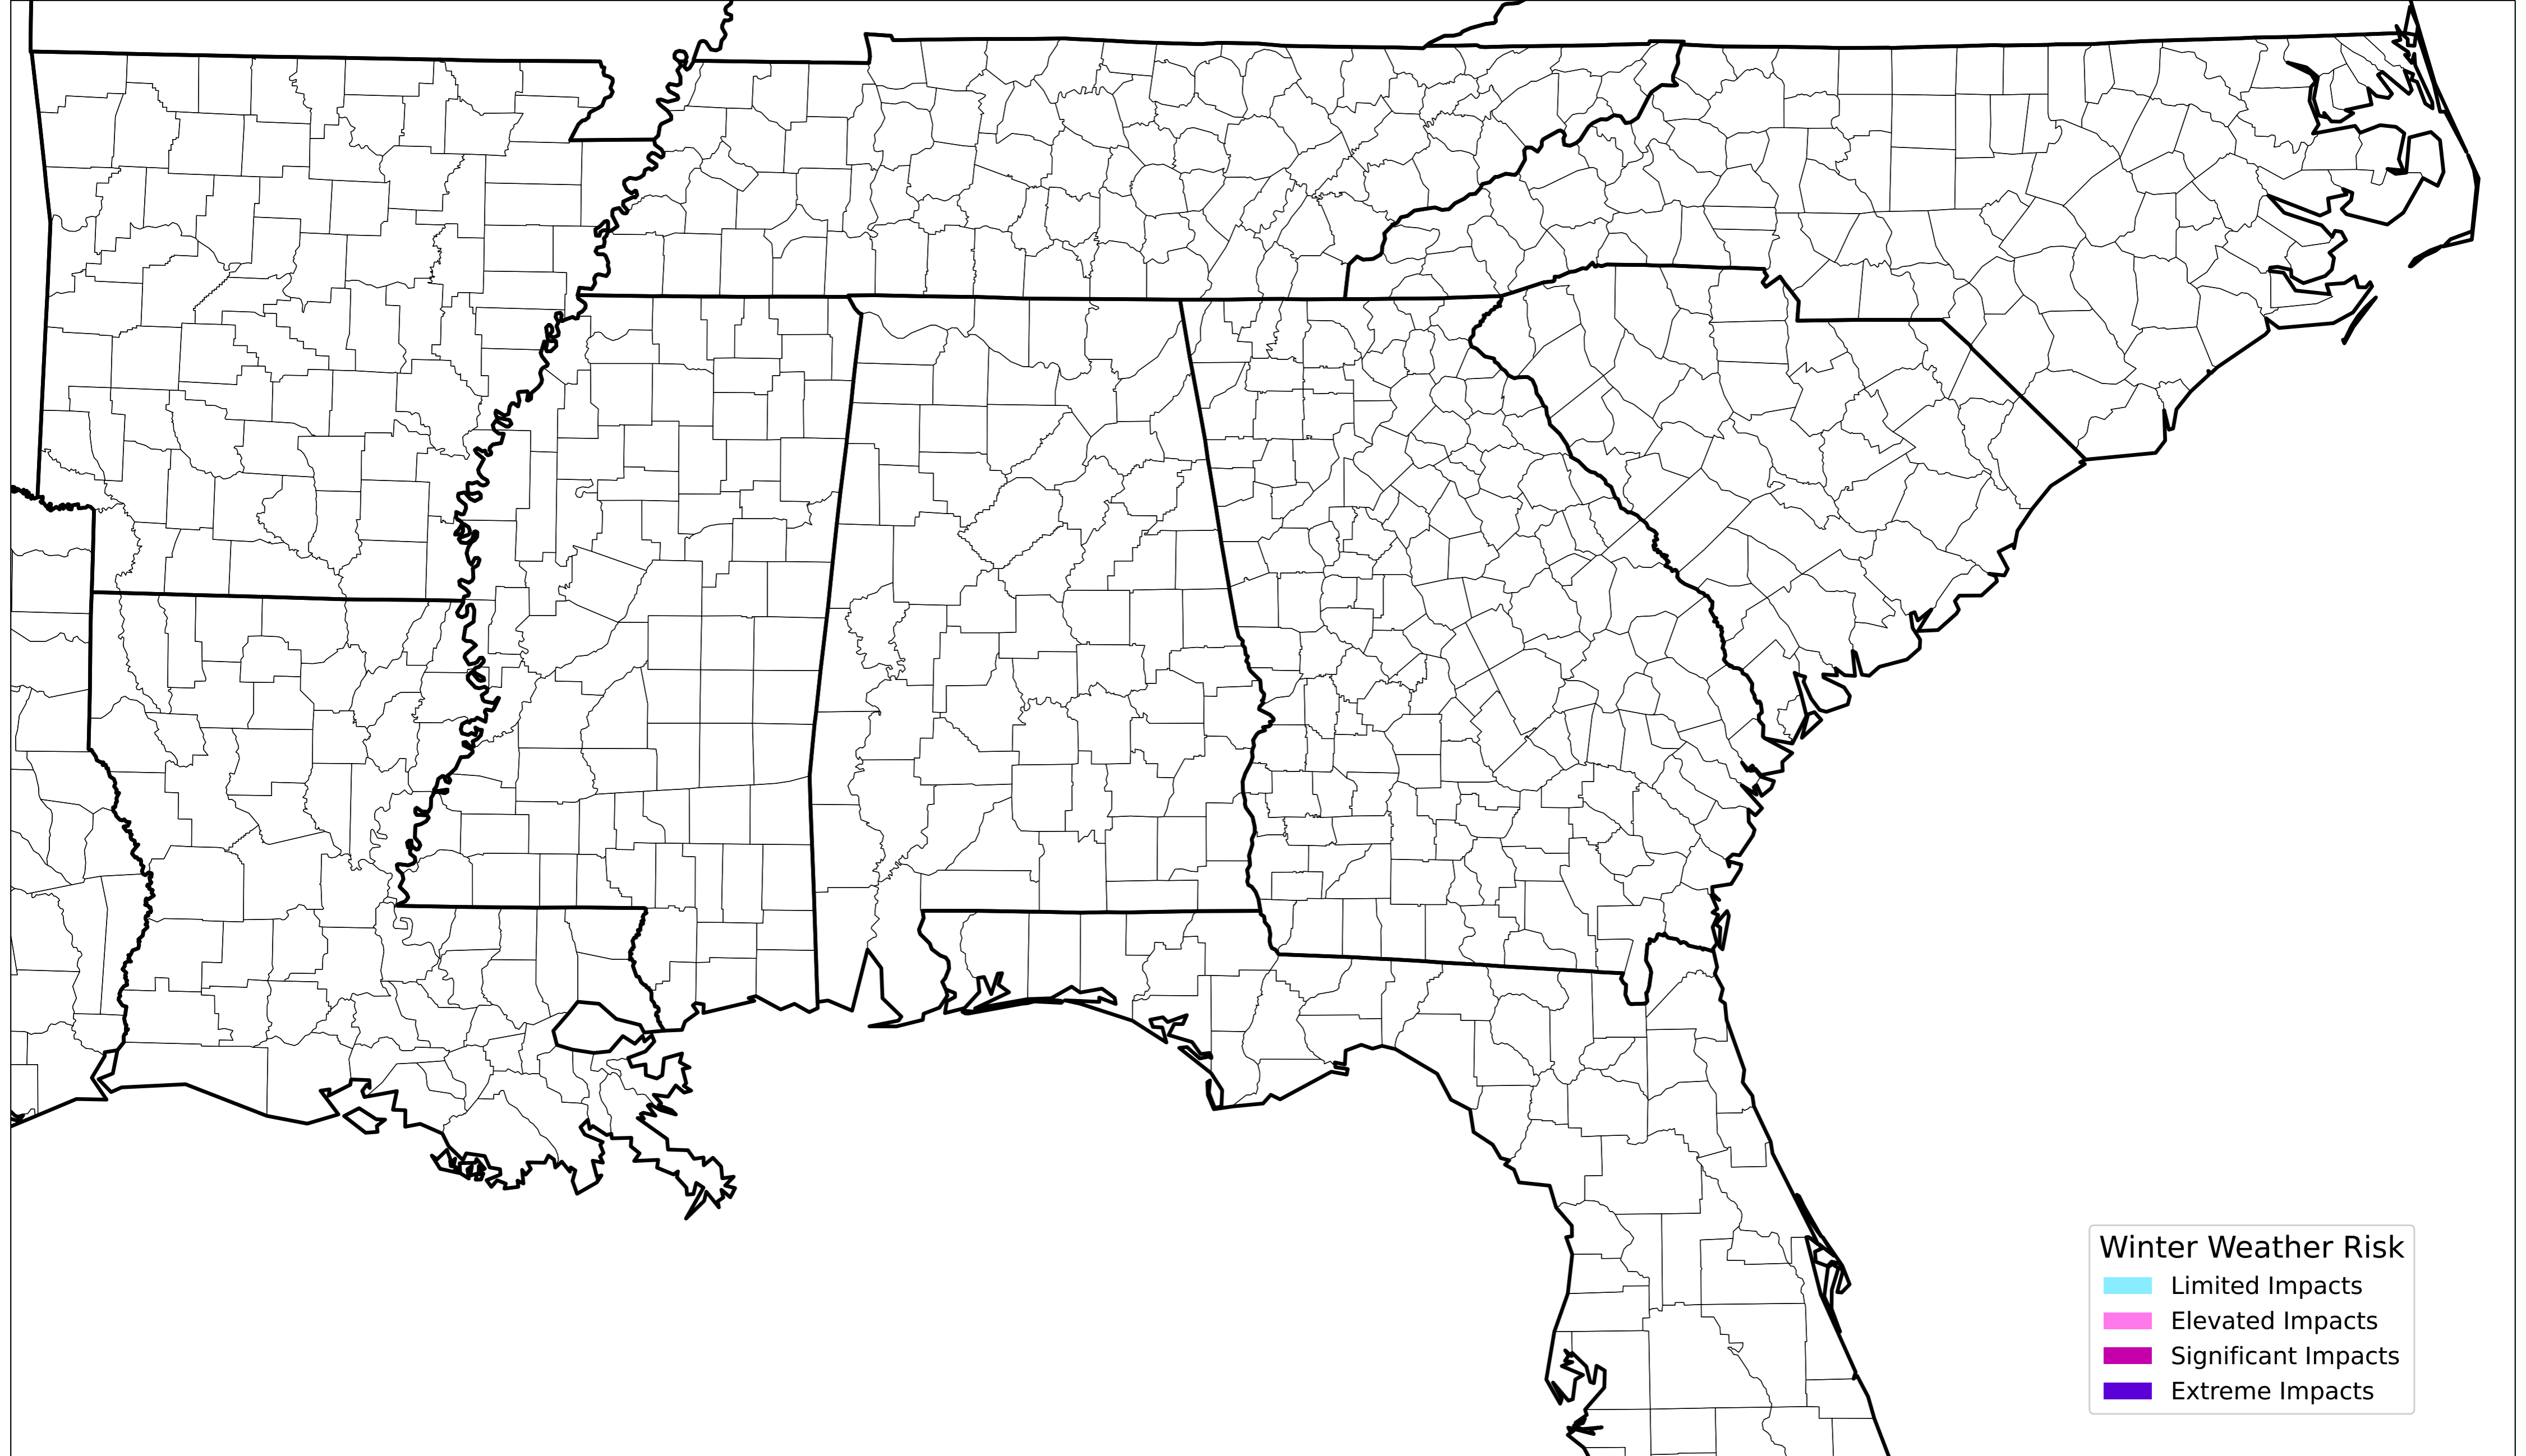 Winter Weather Risk
Limited Impacts
Elevated Impacts
Significant Impacts
Extreme Impacts